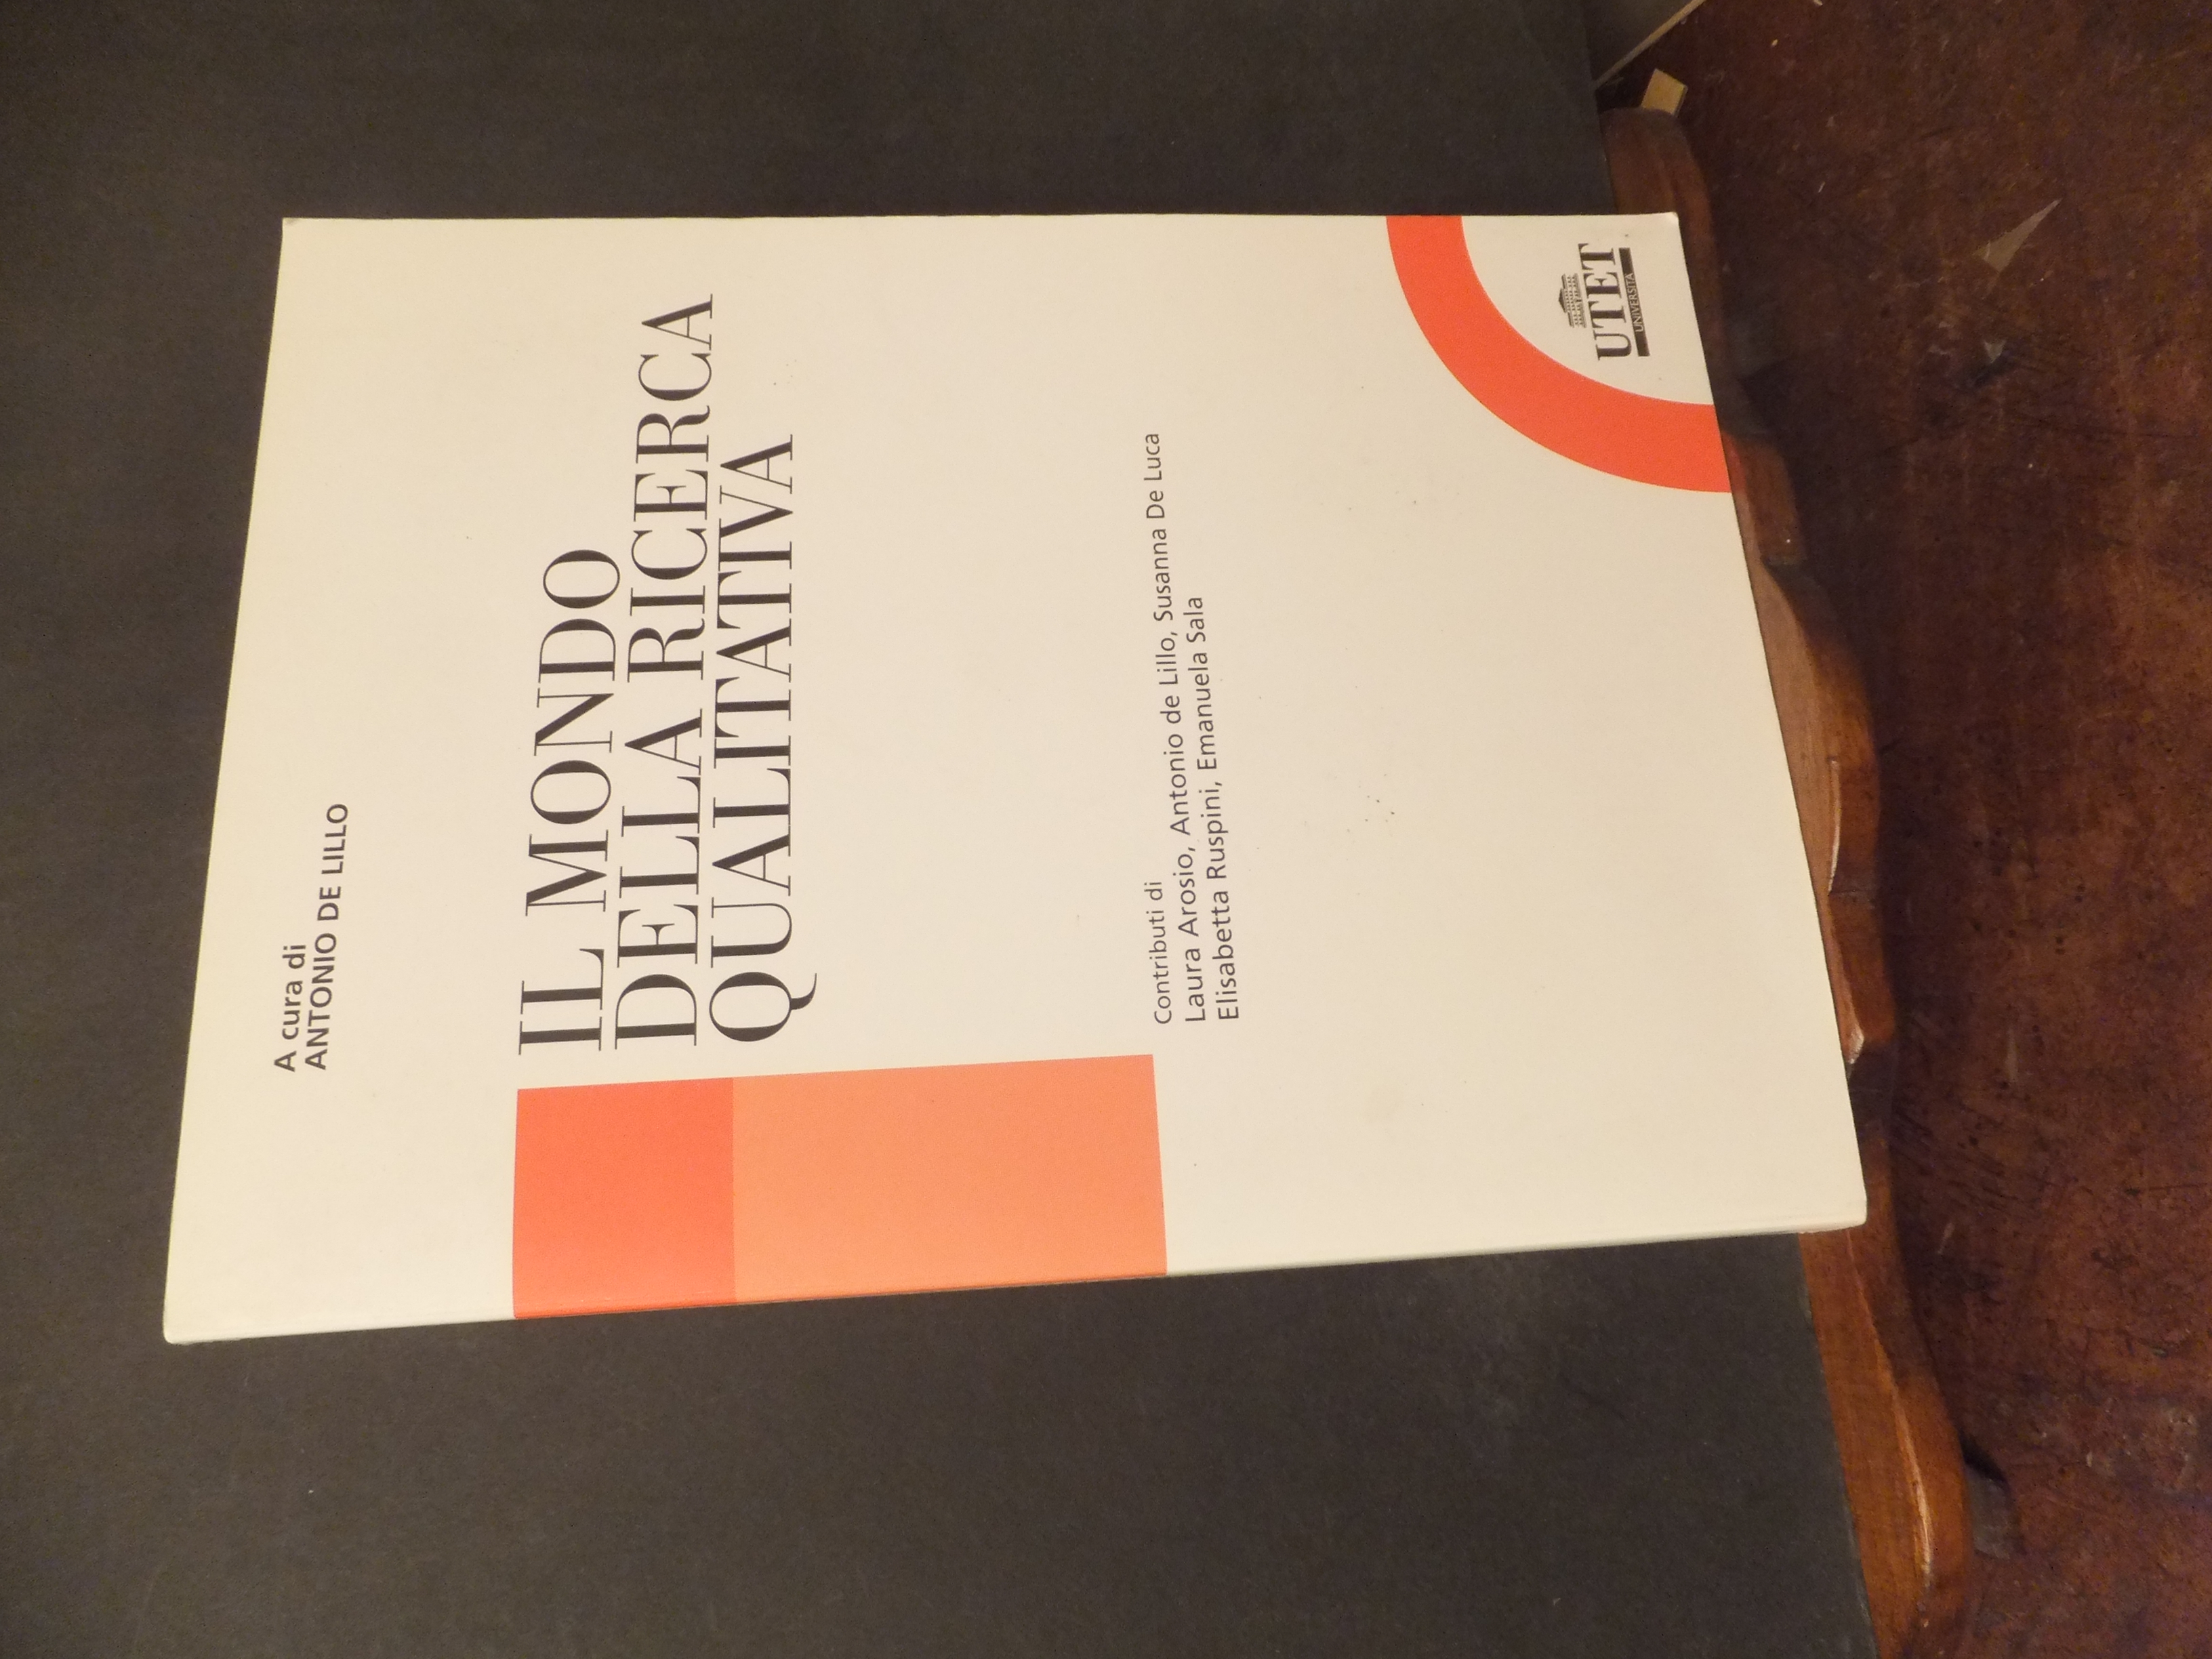 A cura di
ANTONIO DE LILLO
IL MONDO
DELLA RICERCA
QUALITATIVA
Contributi di
Laura Arosio, Antonio de Lillo, Susanna De Luca
Elisabetta Ruspini, Emanuela Sala
UTET
UNIVERSITÀ